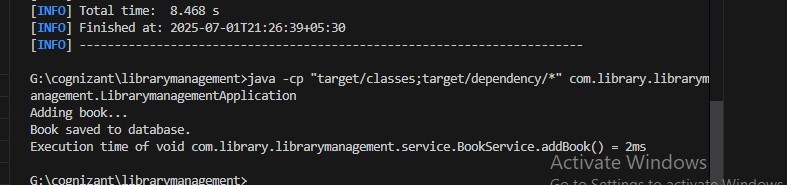 [INFO] Total time:  8.468 s
[INFO] Finished at: 2025-07-01T21:26:39+05:30
[INFO] ------------------------------------------------------------------------
G:\cognizant\librarymanagement>java -cp "target/classes;target/dependency/*" com.library.librarym
anagement.LibrarymanagementApplication
Adding book...
Book saved to database.
Execution time of void com.library.librarymanagement.service.BookService.addBook() = 2ms
Activate Windows
G:\cognizant\librarymanagement>
Go to Settings to activate Windows